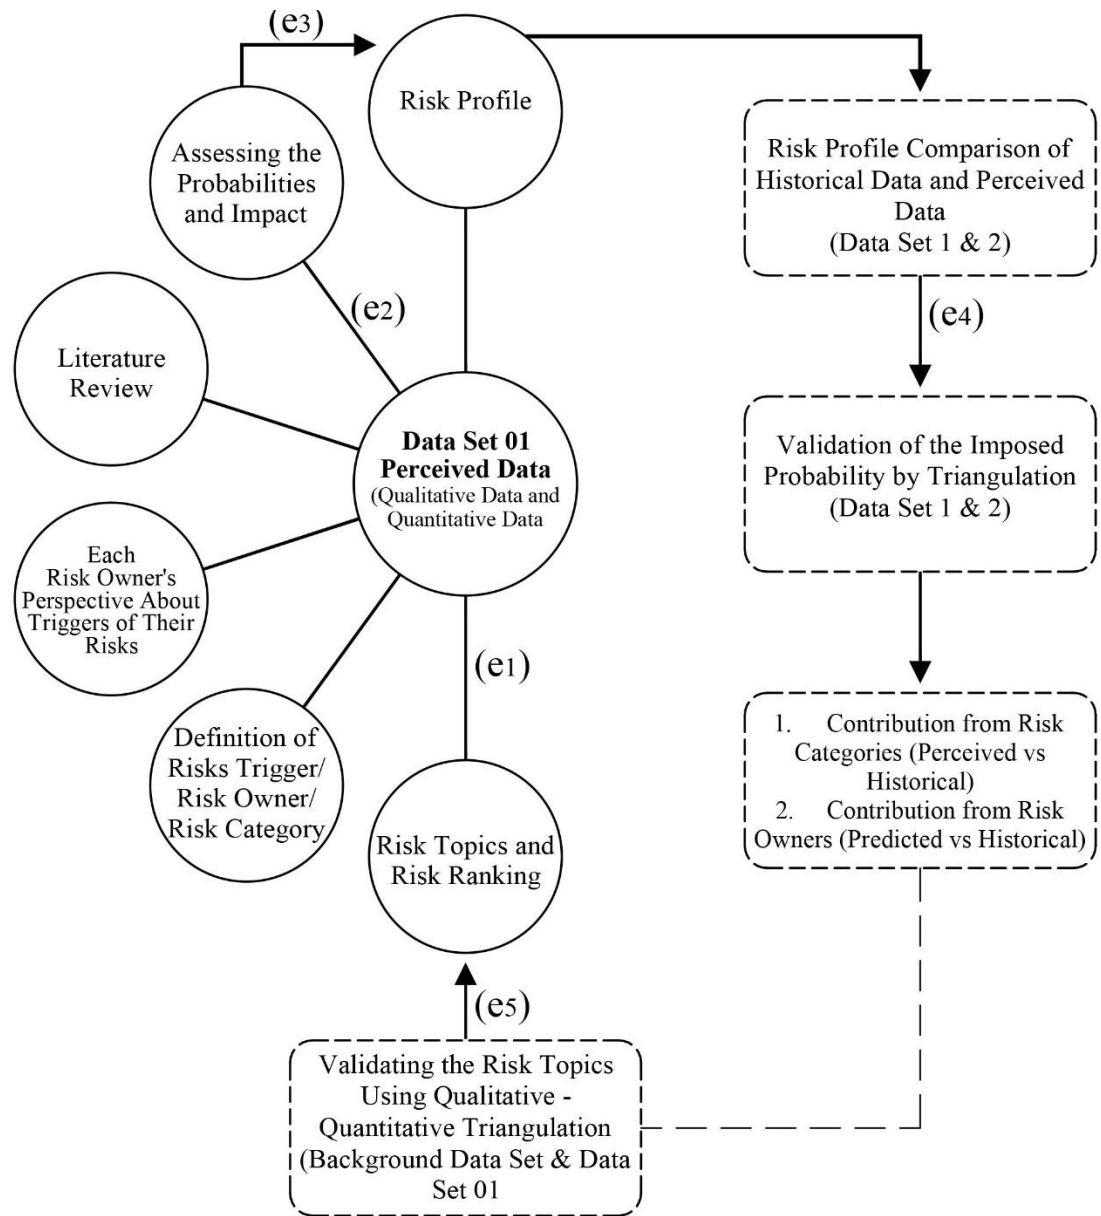 (e3)
Risk Profile
Assessing the
Probabilities
and Impact
(e2)
Literature
Review
Data Set 01
Perceived Data
(Qualitative Data and
Quantitative Data
Each
Risk Owner's
Perspective About
Triggers of Their
Risks
(e1)
Definition of
Risks Trigger/
Risk Owner/
Risk Category
Risk Topics and
Risk Ranking
(e5)
Validating the Risk Topics
Using Qualitative -
Quantitative Triangulation
(Background Data Set & Data
Set 01
Risk Profile Comparison of
Historical Data and Perceived
Data
(Data Set 1 & 2)
(e4)
Validation of the Imposed
Probability by Triangulation
(Data Set 1 & 2)
1. Contribution from Risk
Categories (Perceived vs
Historical)
2. Contribution from Risk
Owners (Predicted vs Historical)